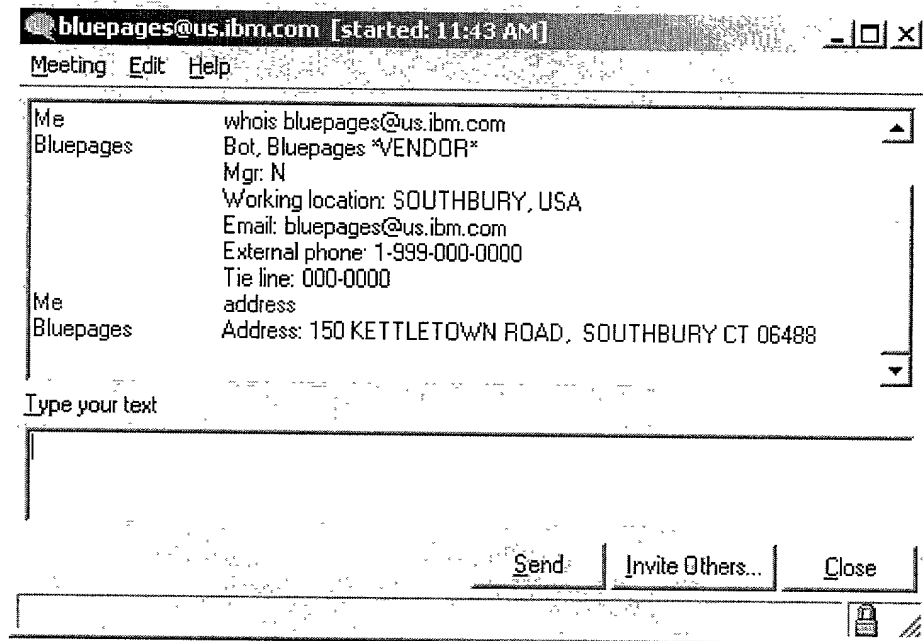 bluepages@us.ibm.com [started: 11:43 AM]
Meeting Edit Help
Me whois bluepages@us.ibm.com
Bluepages Bot, Bluepages *VENDOR*
Mgr: N
Working location: SOUTHBURY, USA
Email: bluepages@us.ibm.com
External phone: 1-999-000-0000
Tie line: 000-0000
Me address
Bluepages Address: 150 KETTLETOWN ROAD, SOUTHBURY CT 06488
Type your text
Send Invite Others... Close